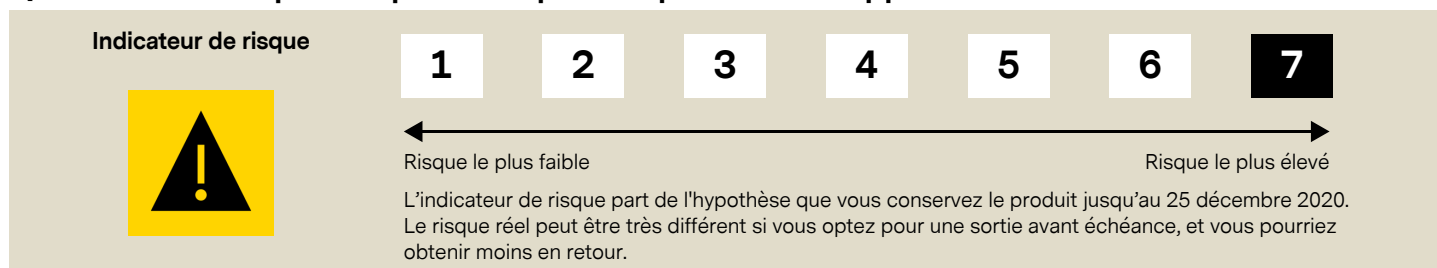 Indicateur de risque
1 2 3 4 5 6 7
Risque le plus faible Risque le plus élevé
L’indicateur de risque part de l'hypothèse que vous conservez le produit jusqu’au 25 décembre 2020.
Le risque réel peut être très différent si vous optez pour une sortie avant échéance, et vous pourriez
obtenir moins en retour.